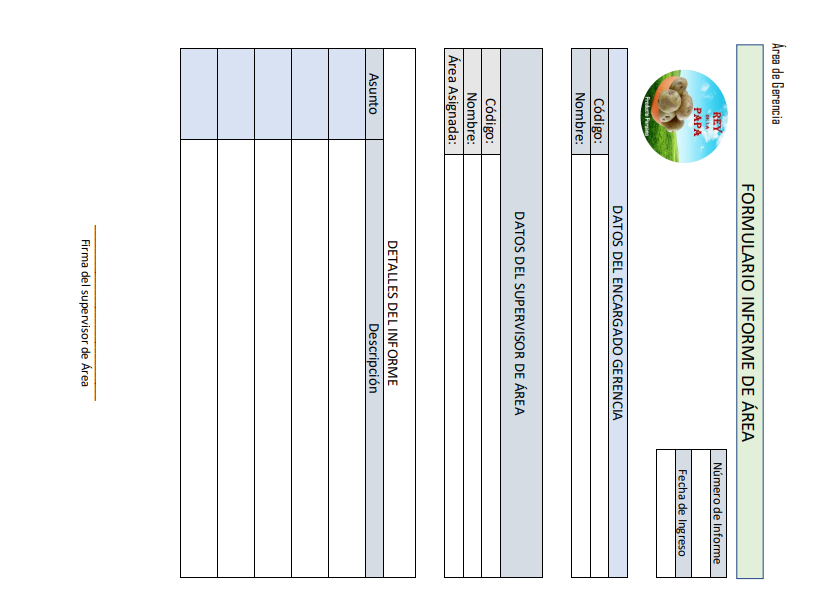 Área de Gerencia
FORMULARIO INFORME DE ÁREA
REY
DE LA
PAPA
Producto Peruano
Número de Informe
Fecha de Ingreso
DATOS DEL ENCARGADO GERENCIA
Código:
Nombre:
DATOS DEL SUPERVISOR DE ÁREA
Código:
Nombre:
Área Asignada:
DETALLES DEL INFORME
Asunto Descripción
Firma del supervisor de Área